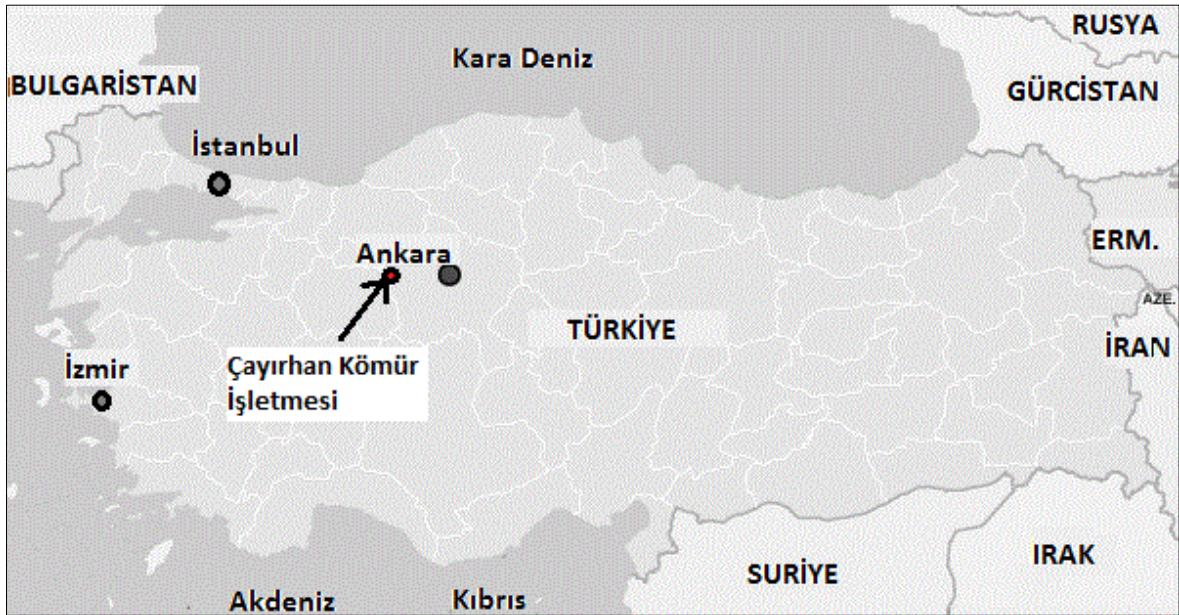 RUSYA
Kara Deniz
BULGARİSTAN
GÜRCİSTAN
İstanbul
ERM.
Ankara
AZE.
TÜRKİYE
İRAN
İzmir
Çayırhan Kömür
İşletmesi
IRAK
SURİYE
Akdeniz
Kıbrıs